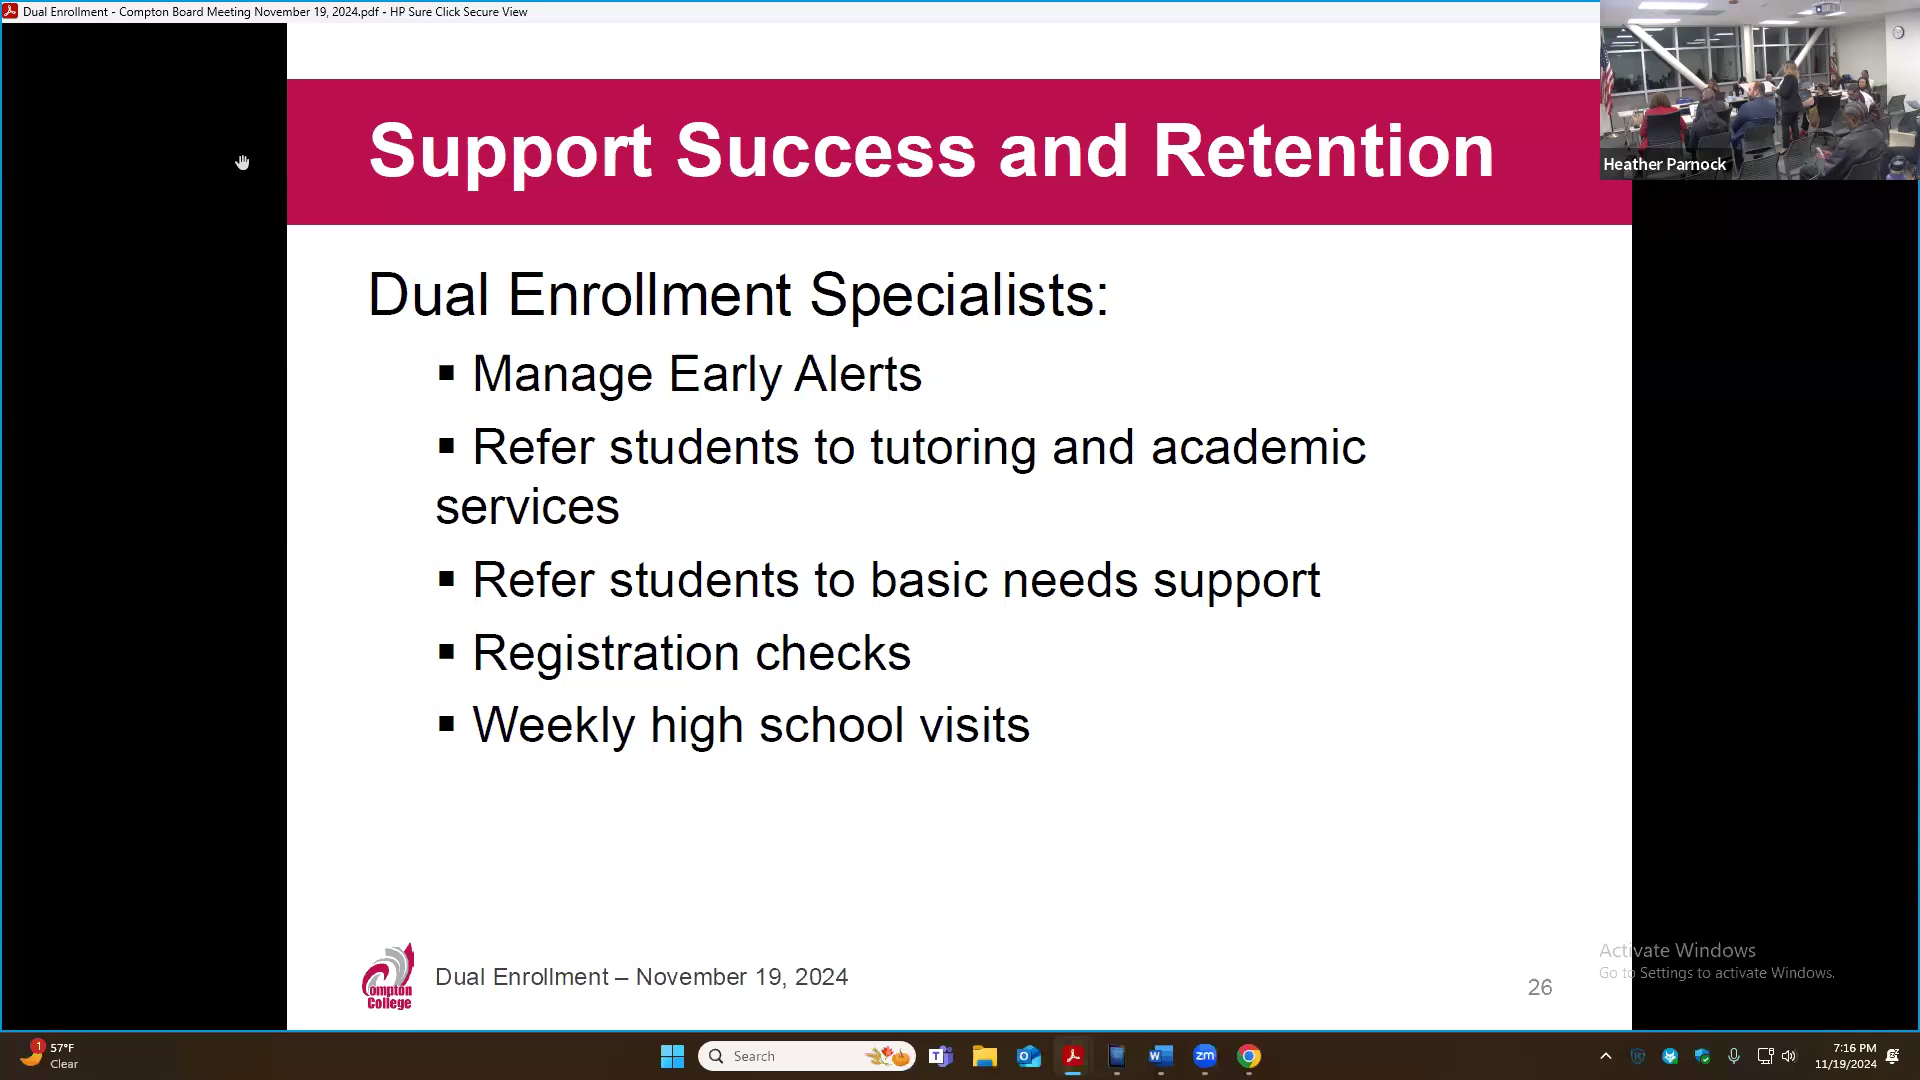 Dual Enrollment - Compton Board Meeting November 19, 2024.pdf - HP Sure Click Secure View
Heather Parnock
Support Success and Retention
Dual Enrollment Specialists:
▪ Manage Early Alerts
▪ Refer students to tutoring and academic
services
▪ Refer students to basic needs support
▪ Registration checks
▪ Weekly high school visits
Compton
College
Dual Enrollment – November 19, 2024
26
Activate Windows
Go to Settings to activate Windows.
1
57°F
Clear
Search
zm
7:16 PM
11/19/2024